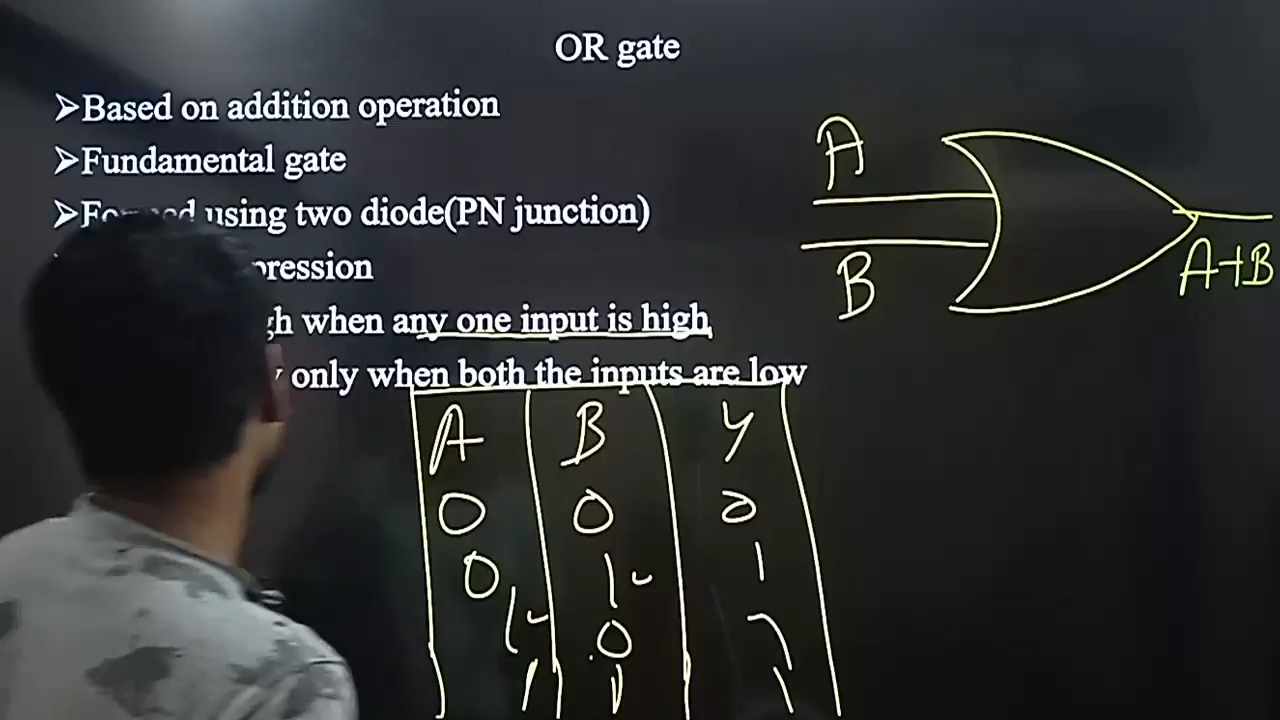 OR gate
➢Based on addition operation
➢Fundamental gate
➢Formed using two diode(PN junction)
pression
gh when any one input is high
only when both the inputs are low
A
B
A+B
A B Y
0 0 0
0 1 1
1 0 1
1 1 1